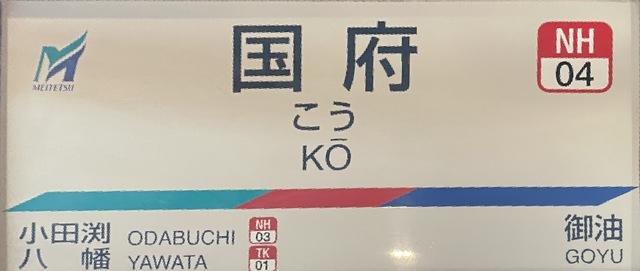 MEITETSU
国府
NH
04
こう
KŌ
小田渕 ODABUCHI NH 03
八幡 YAWATA TK 01
御油
GOYU